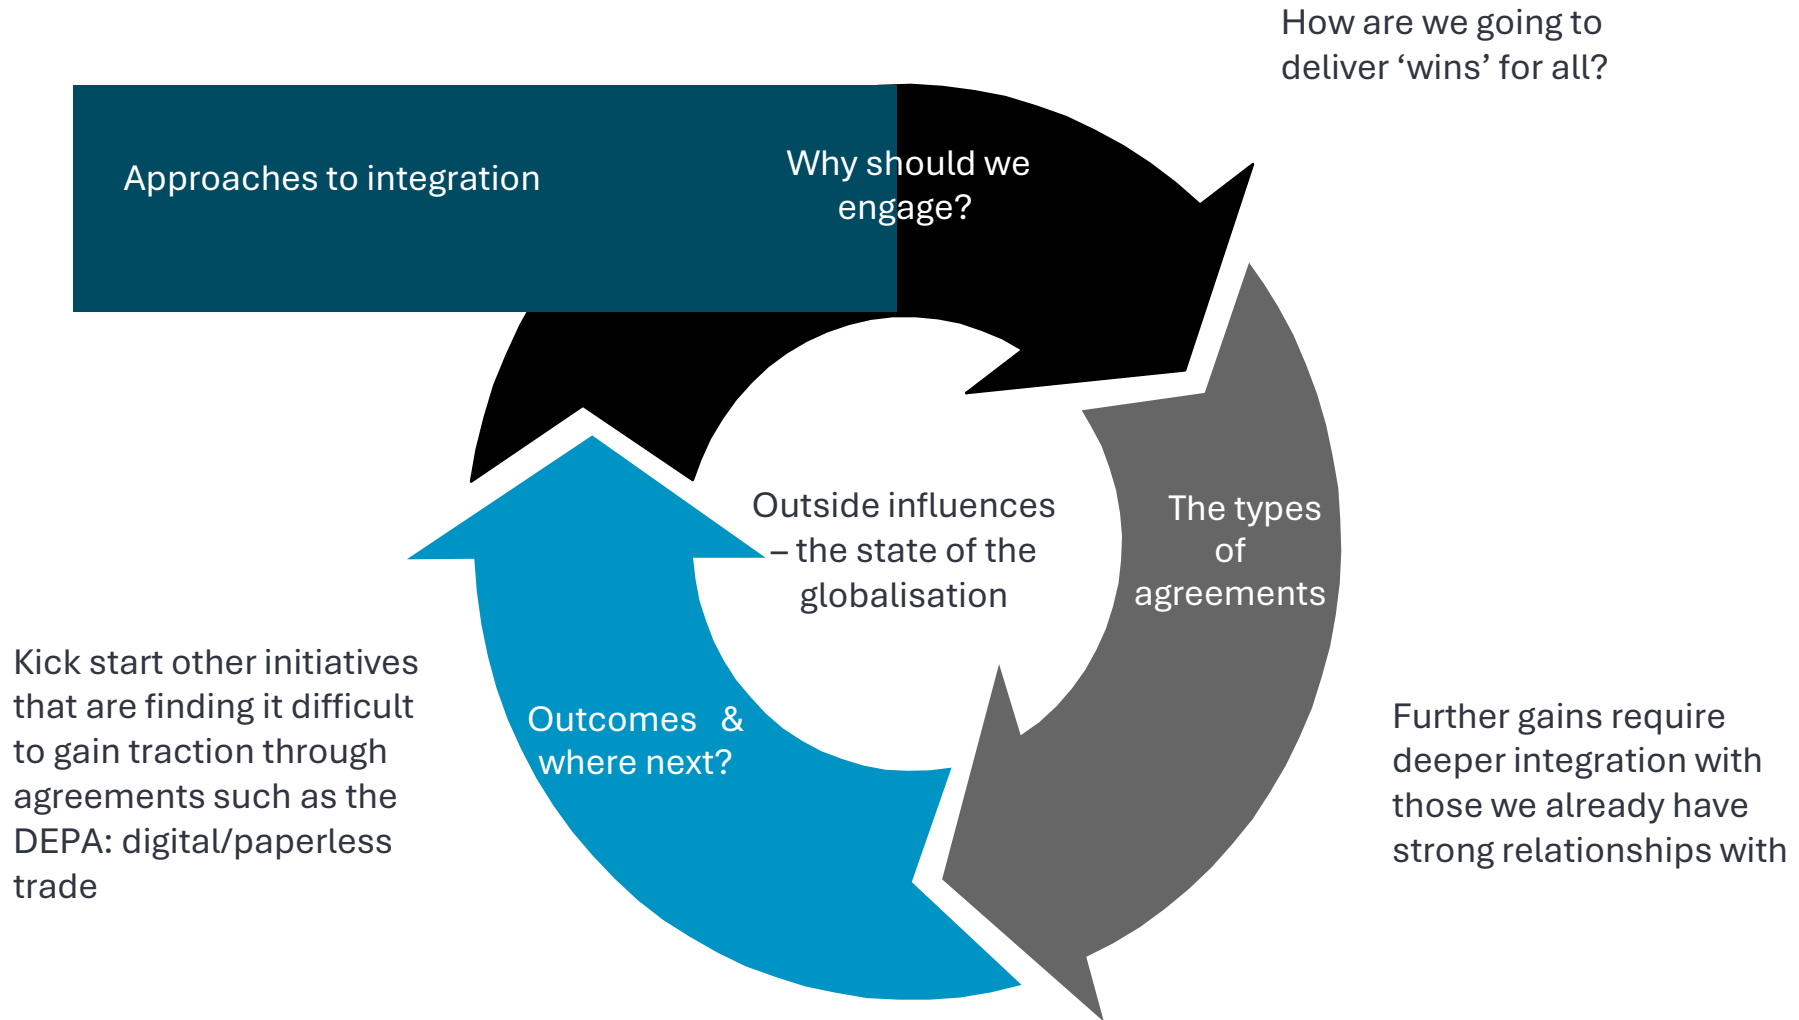 How are we going to
deliver ‘wins’ for all?
Approaches to integration
Why should we
engage?
Outside influences
– the state of the
globalisation
The types
of
agreements
Kick start other initiatives
that are finding it difficult
to gain traction through
agreements such as the
DEPA: digital/paperless
trade
Outcomes &
where next?
Further gains require
deeper integration with
those we already have
strong relationships with